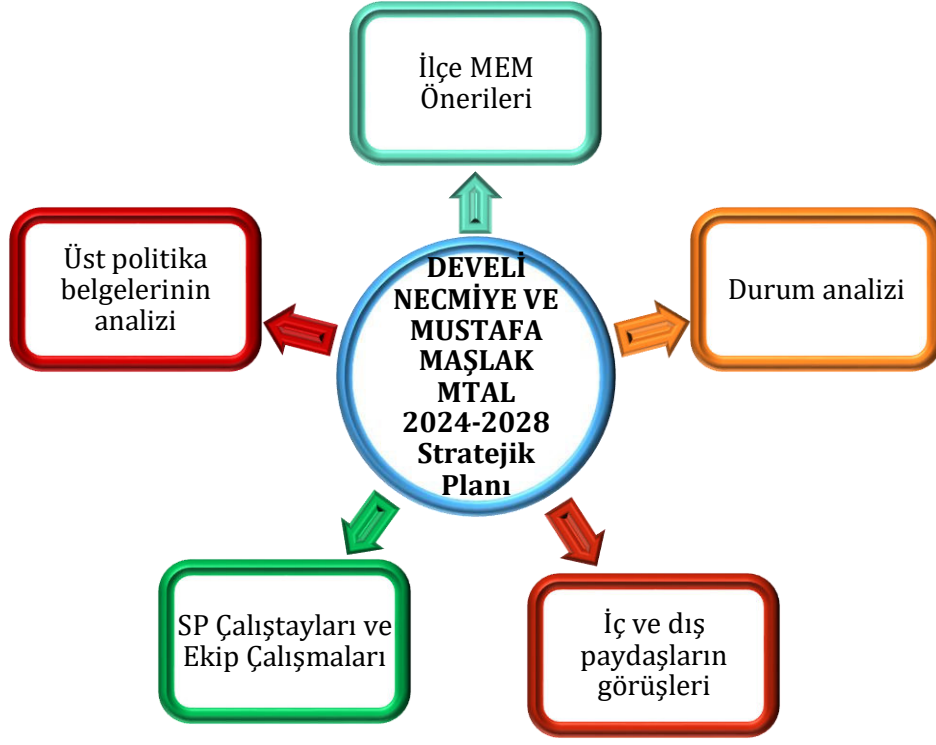 İlçe MEM
Önerileri
Üst politika
belgelerinin
analizi
DEVELİ
NECMİYE VE
MUSTAFA
MAŞLAK
MTAL
2024-2028
Stratejik
Planı
Durum analizi
SP Çalıştayları ve
Ekip Çalışmaları
İç ve dış
paydaşların
görüşleri